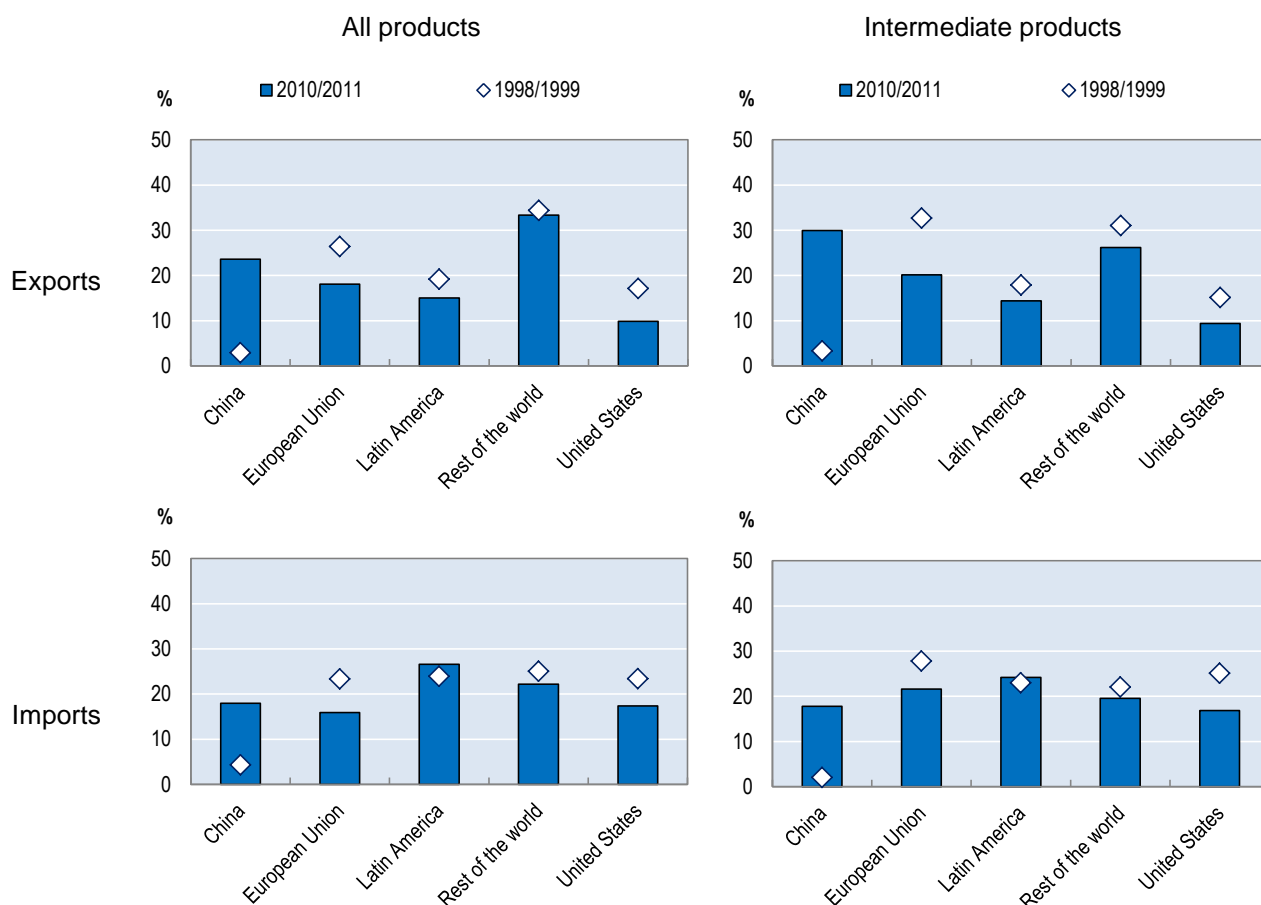 All products
Intermediate products
% 2010/2011 1998/1999
% 2010/2011 1998/1999
Exports
50
40
30
20
10
0
China
European Union
Latin America
Rest of the world
United States
50
40
30
20
10
0
China
European Union
Latin America
Rest of the world
United States
Imports
%
50
40
30
20
10
0
China
European Union
Latin America
Rest of the world
United States
%
50
40
30
20
10
0
China
European Union
Latin America
Rest of the world
United States